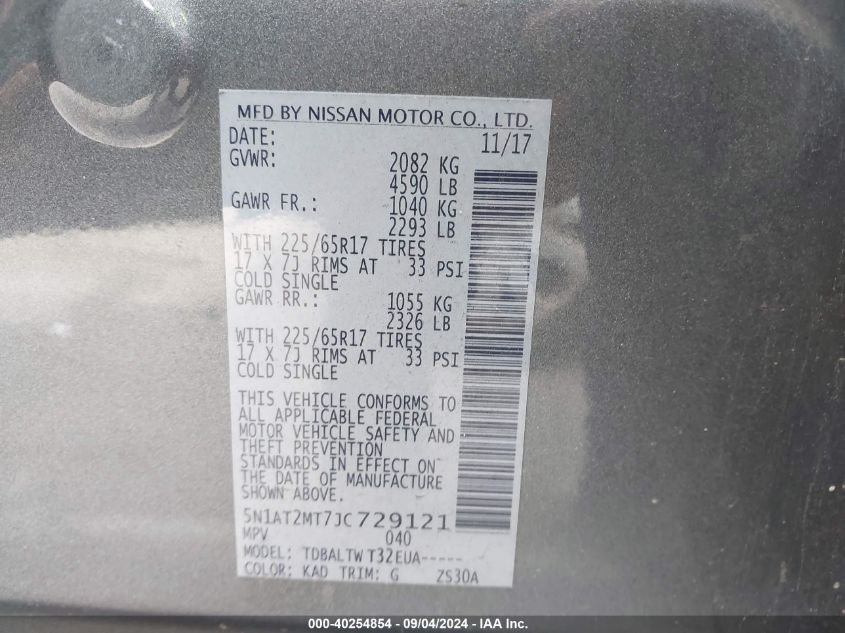 MFD BY NISSAN MOTOR CO., LTD.
DATE: 11/17
GVWR: 2082 KG
4590 LB
GAWR FR.: 1040 KG
2293 LB
WITH 225/65R17 TIRES
17 X 7J RIMS AT 33 PSI
COLD SINGLE
GAWR RR.: 1055 KG
2326 LB
WITH 225/65R17 TIRES
17 X 7J RIMS AT 33 PSI
COLD SINGLE
THIS VEHICLE CONFORMS TO
ALL APPLICABLE FEDERAL
MOTOR VEHICLE SAFETY AND
THEFT PREVENTION
STANDARDS IN EFFECT ON
THE DATE OF MANUFACTURE
SHOWN ABOVE.
5N1AT2MT7JC729121
MPV 040
MODEL: TDBALTW T32EUA-----
COLOR: KAD TRIM: G ZS30A
000-40254854 - 09/04/2024 - IAA Inc.